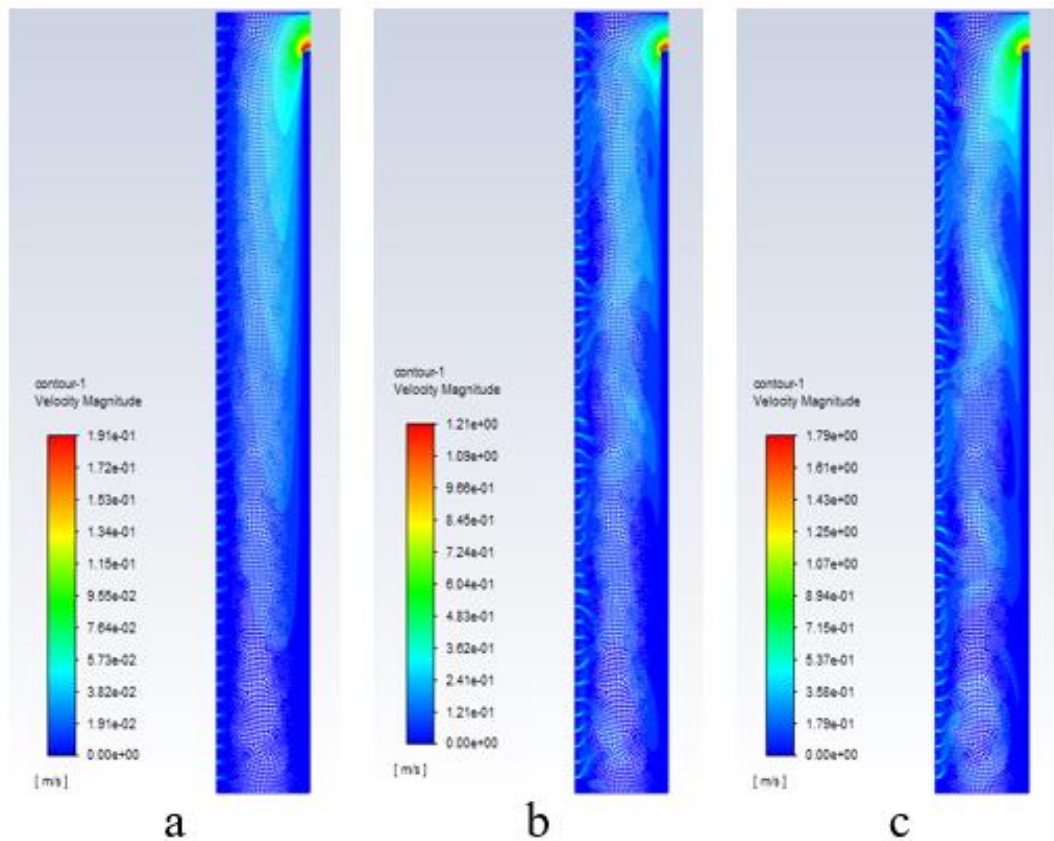 contour-1
Velocity Magnitude
1.91e-01
1.72e-01
1.53e-01
1.34e-01
1.15e-01
9.55e-02
7.64e-02
5.73e-02
3.82e-02
1.91e-02
0.00e+00
[ m/s ]
a
contour-1
Velocity Magnitude
1.21e+00
1.09e+00
9.66e-01
8.45e-01
7.24e-01
6.04e-01
4.83e-01
3.62e-01
2.41e-01
1.21e-01
0.00e+00
[ m/s ]
b
contour-1
Velocity Magnitude
1.79e+00
1.61e+00
1.43e+00
1.25e+00
1.07e+00
8.94e-01
7.15e-01
5.37e-01
3.58e-01
1.79e-01
0.00e+00
[ m/s ]
c